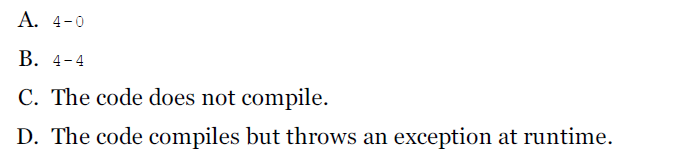 A. 4-0
B. 4-4
C. The code does not compile.
D. The code compiles but throws an exception at runtime.